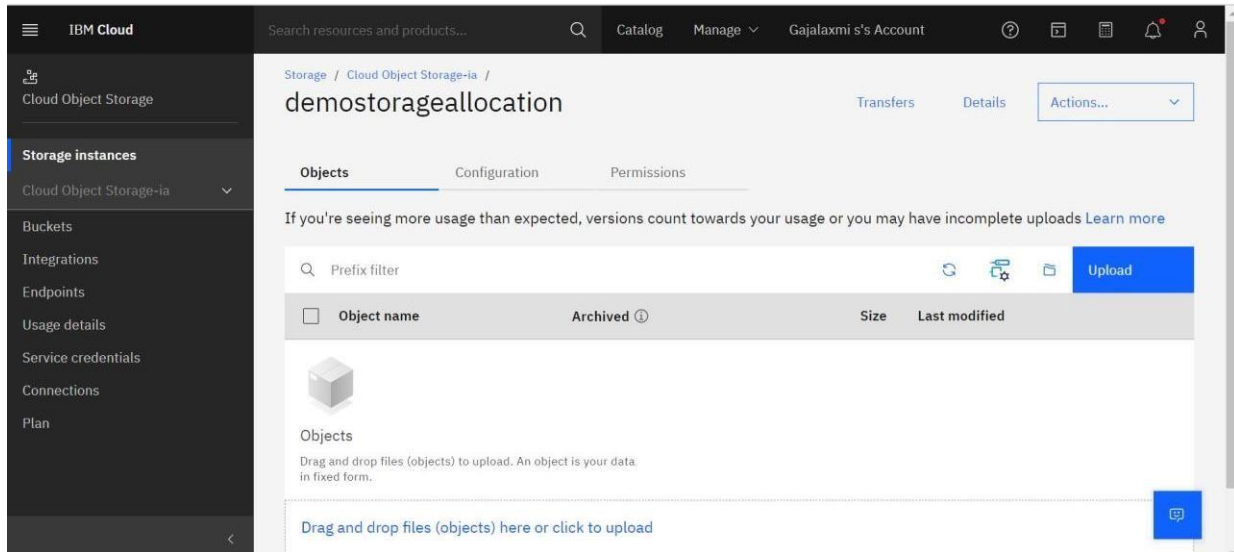 IBM Cloud
Search resources and products...
Catalog
Manage
Gajalaxmi s's Account
Cloud Object Storage
Storage instances
Cloud Object Storage-ia
Buckets
Integrations
Endpoints
Usage details
Service credentials
Connections
Plan
Storage / Cloud Object Storage-ia /
demostorageallocation
Transfers
Details
Actions...
Objects
Configuration
Permissions
If you're seeing more usage than expected, versions count towards your usage or you may have incomplete uploads Learn more
Prefix filter
Upload
Object name
Archived
Size
Last modified
Objects
Drag and drop files (objects) to upload. An object is your data
in fixed form.
Drag and drop files (objects) here or click to upload